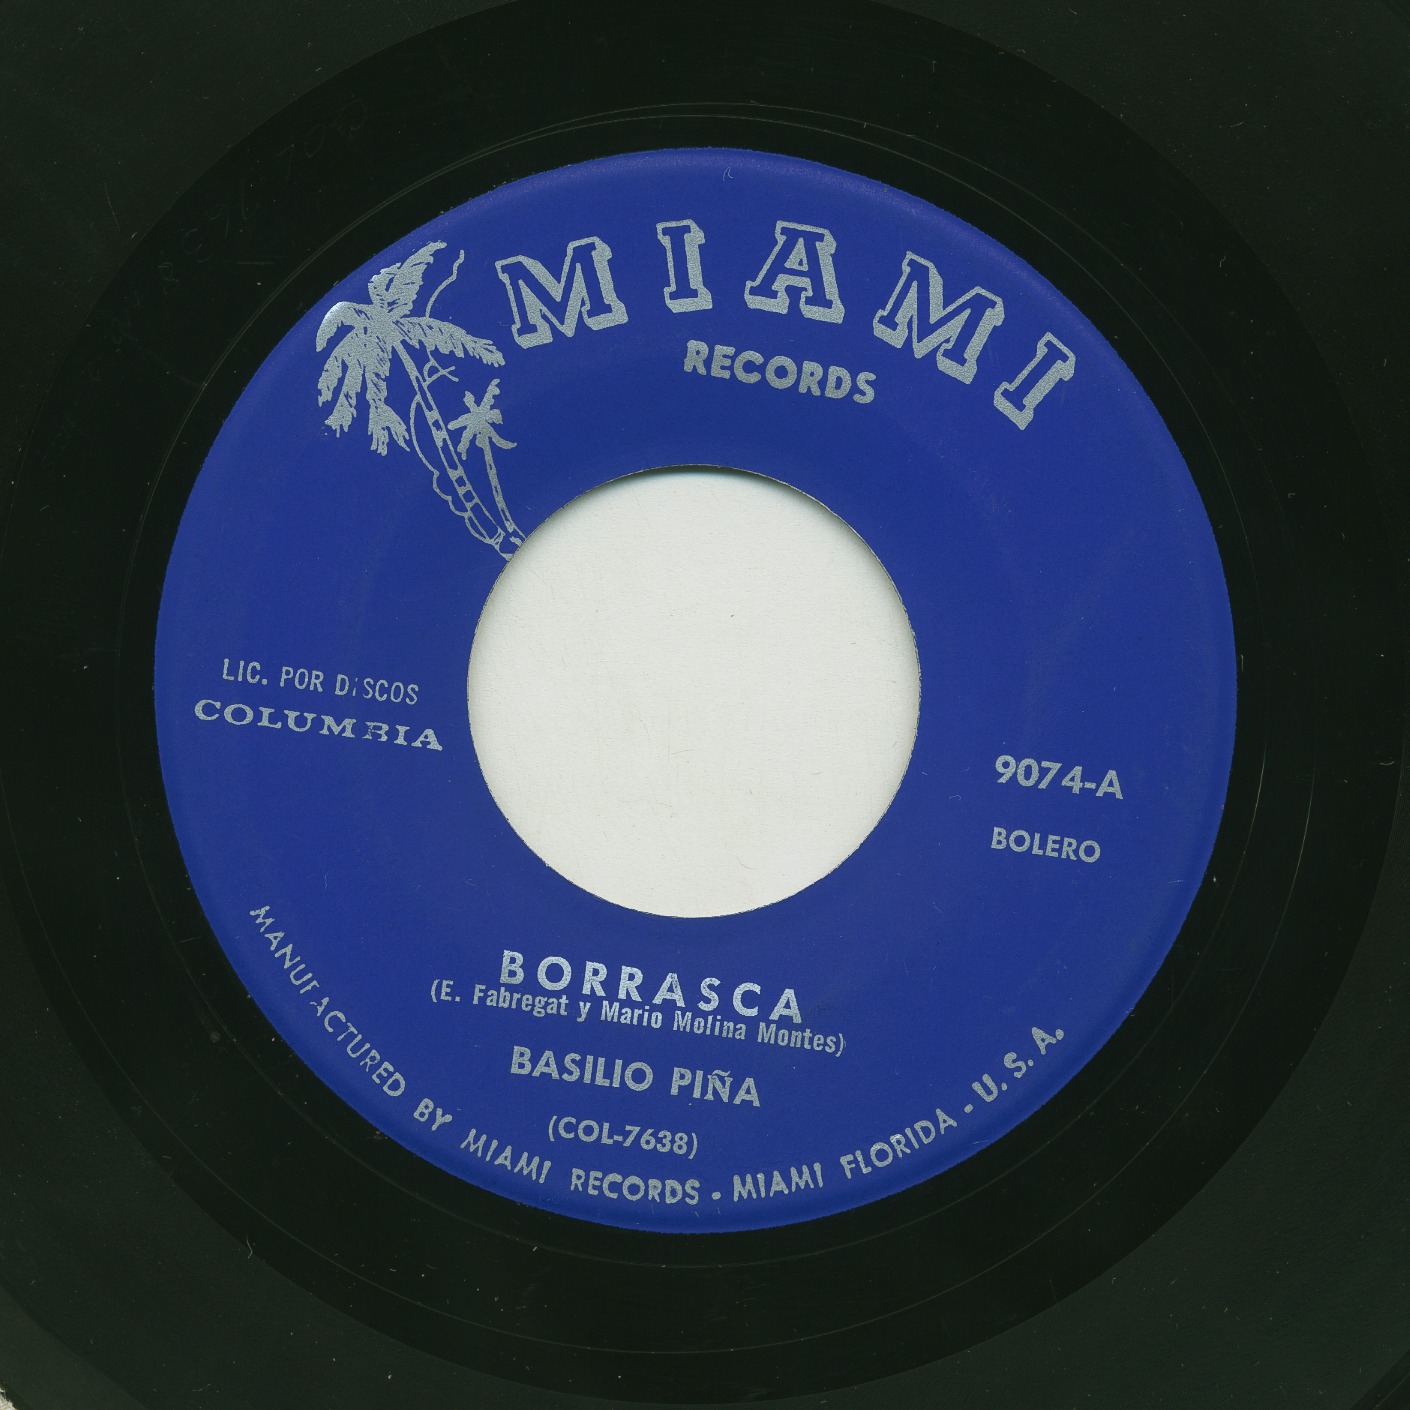 MIAMI
RECORDS
LIC. POR DISCOS
COLUMBIA
9074-A
BOLERO
BORRASCA
(E. Fabregat y Mario Molina Montes)
BASILIO PIÑA
(COL-7638)
MANUFACTURED BY MIAMI RECORDS . MIAMI FLORIDA - U. S. A.